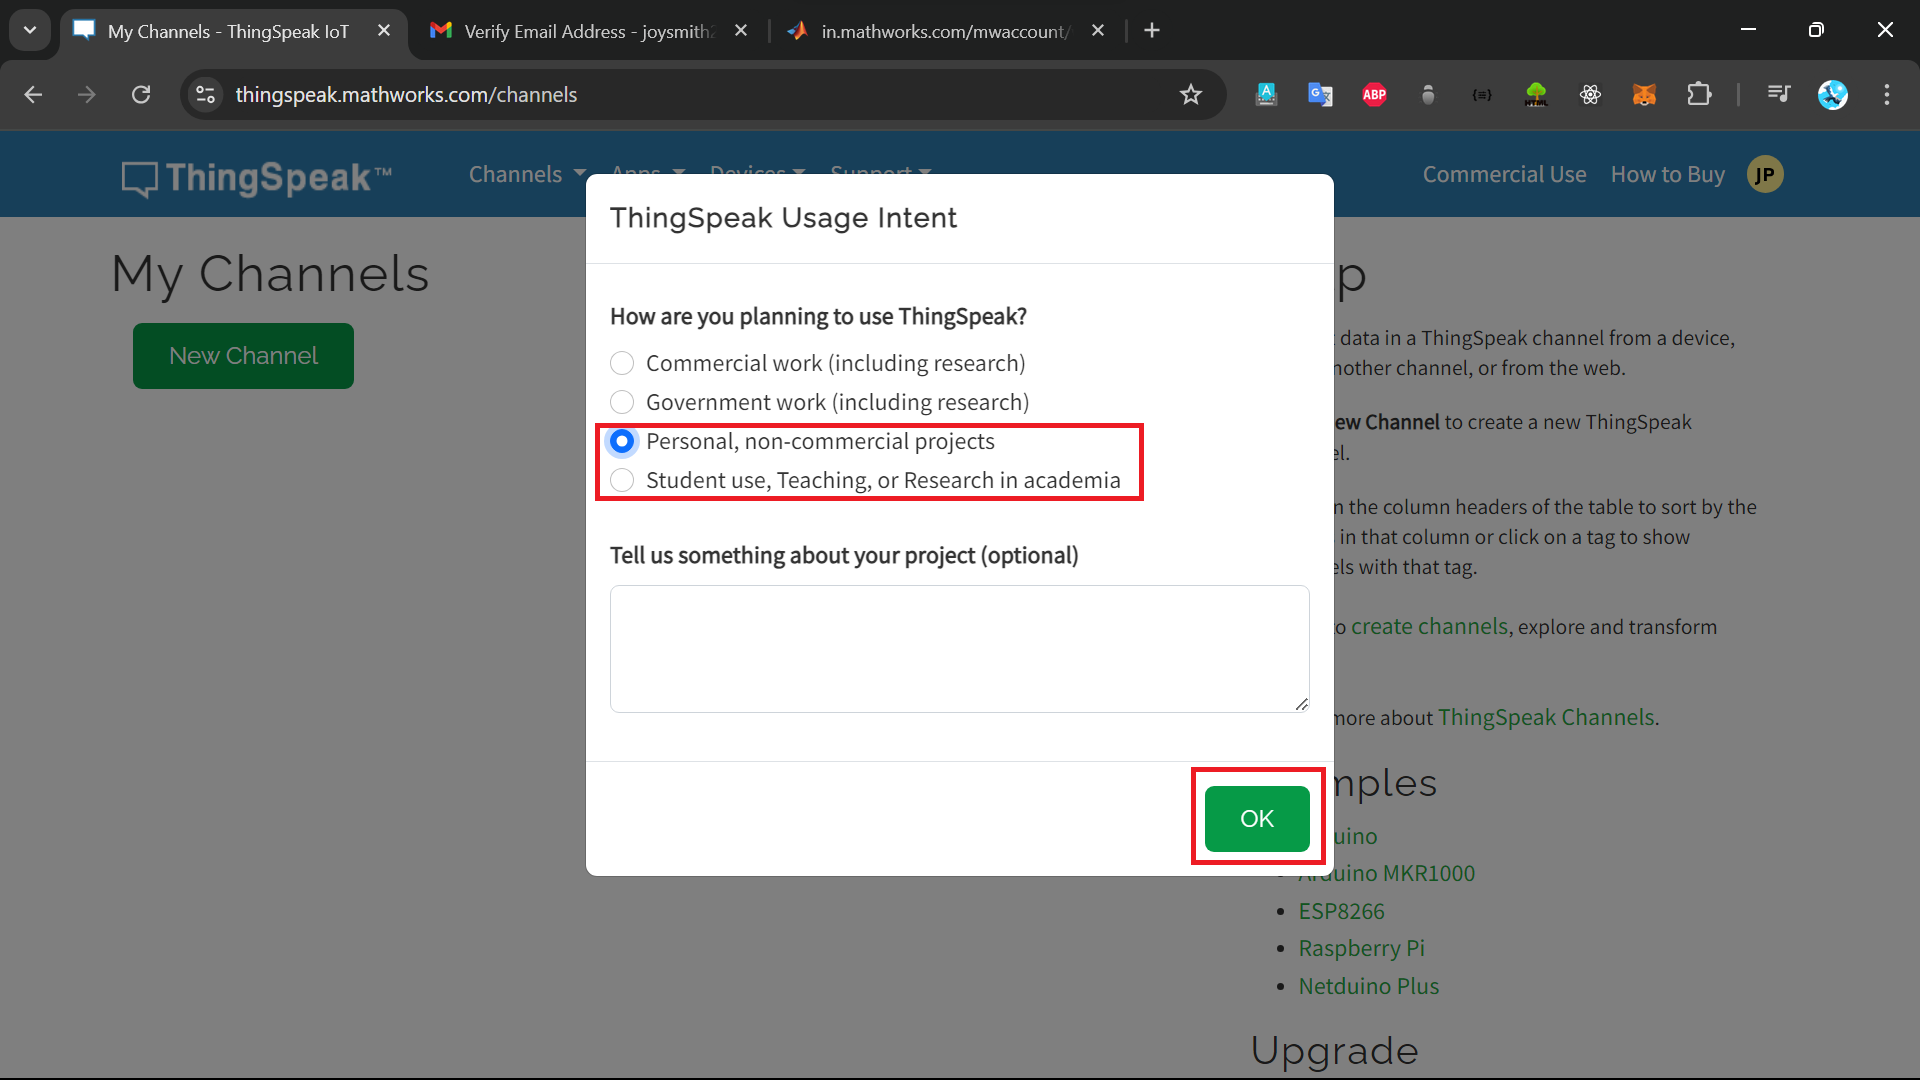 My Channels - ThingSpeak IoT
Verify Email Address - joysmith
in.mathworks.com/mwaccount/
thingspeak.mathworks.com/channels
ABP
HTML
ThingSpeak™
Channels Apps Devices Support
Commercial Use How to Buy JP
ThingSpeak Usage Intent
My Channels
New Channel
How are you planning to use ThingSpeak?
Commercial work (including research)
Government work (including research)
Personal, non-commercial projects
Student use, Teaching, or Research in academia
Tell us something about your project (optional)
OK
p
data in a ThingSpeak channel from a device,
nother channel, or from the web.
ew Channel to create a new ThingSpeak
el.
n the column headers of the table to sort by the
in that column or click on a tag to show
els with that tag.
to create channels, explore and transform
more about ThingSpeak Channels.
mples
uino
Arduino MKR1000
ESP8266
Raspberry Pi
Netduino Plus
Upgrade